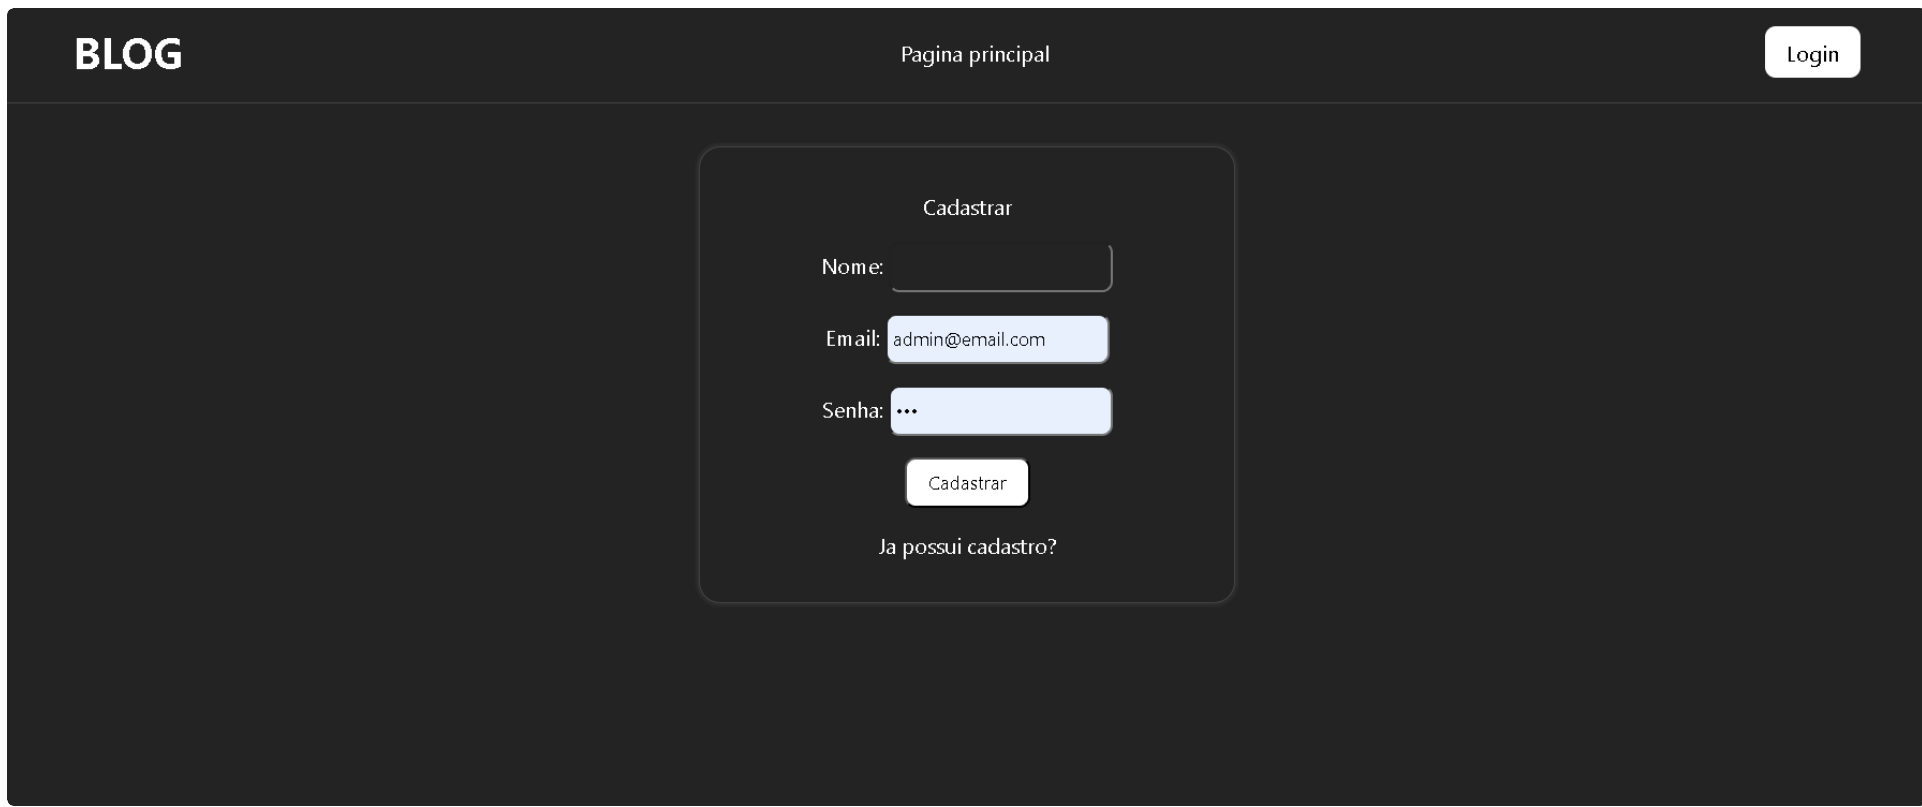 BLOG
Pagina principal
Login
Cadastrar
Nome:
Email: admin@email.com
Senha: •••
Cadastrar
Ja possui cadastro?